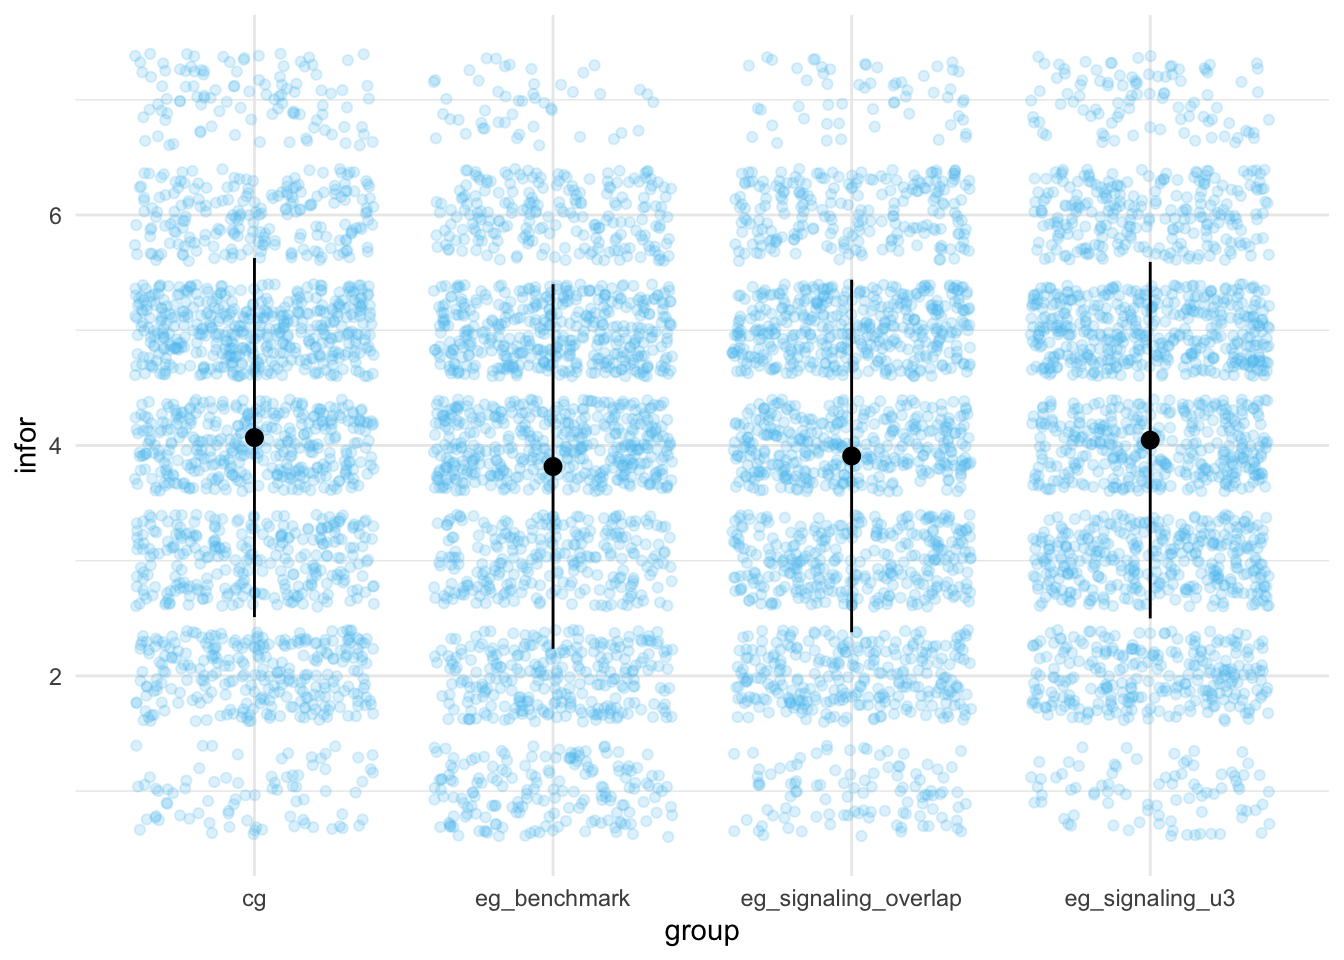 infor
6
4
2
cg
eg_benchmark
eg_signaling_overlap
eg_signaling_u3
group